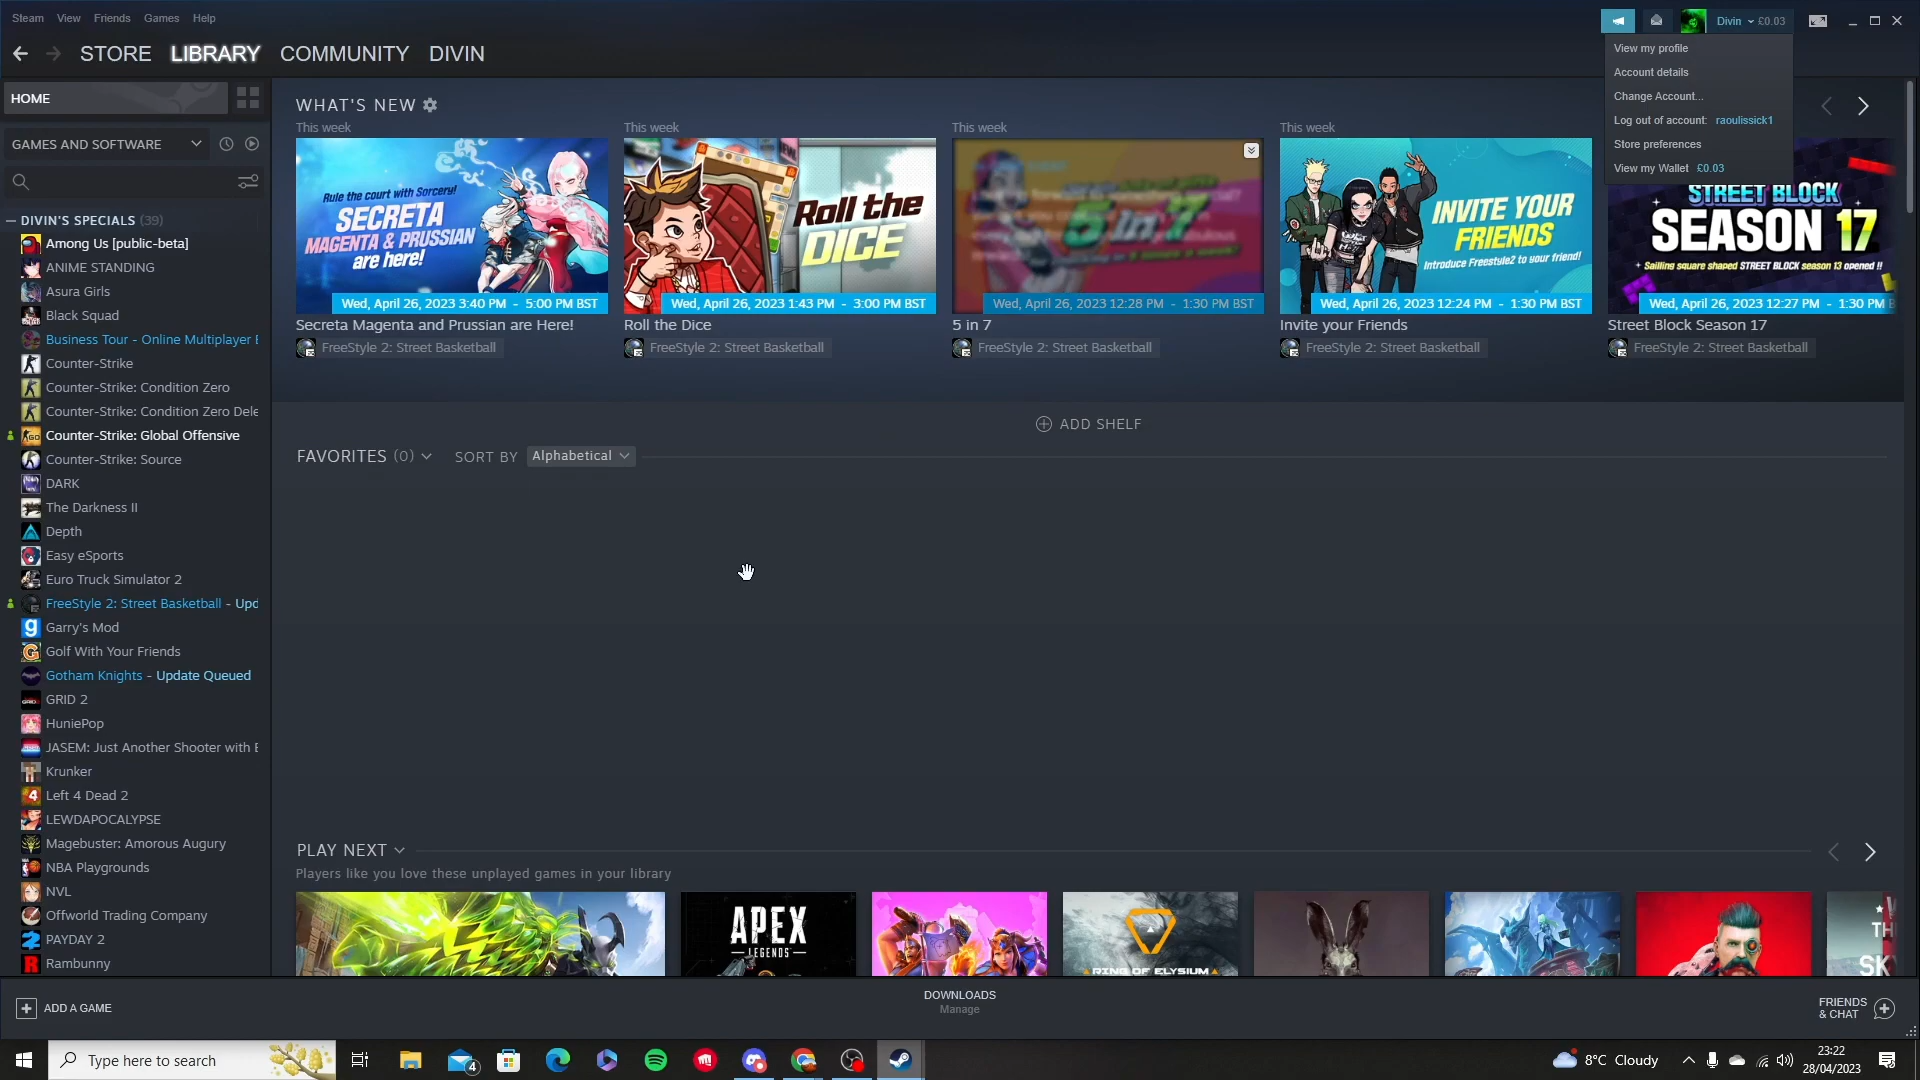 Steam View Friends Games Help
Divin £0.03
STORE LIBRARY COMMUNITY DIVIN
View my profile
Account details
Change Account...
Log out of account: raoulissick1
Store preferences
View my Wallet £0.03
HOME
GAMES AND SOFTWARE
DIVIN'S SPECIALS (39)
Among Us [public-beta]
ANIME STANDING
Asura Girls
Black Squad
Business Tour - Online Multiplayer
Counter-Strike
Counter-Strike: Condition Zero
Counter-Strike: Condition Zero Dele
Counter-Strike: Global Offensive
Counter-Strike: Source
DARK
The Darkness II
Depth
Easy eSports
Euro Truck Simulator 2
FreeStyle 2: Street Basketball - Upd
Garry's Mod
Golf With Your Friends
Gotham Knights - Update Queued
GRID 2
HuniePop
JASEM: Just Another Shooter with
Krunker
Left 4 Dead 2
LEWDAPOCALYPSE
Magebuster: Amorous Augury
NBA Playgrounds
NVL
Offworld Trading Company
PAYDAY 2
Rambunny
WHAT'S NEW
This week
Rule the court with Sorcery!
SECRETA
MAGENTA & PRUSSIAN
are here!
Wed, April 26, 2023 3:40 PM - 5:00 PM BST
Secreta Magenta and Prussian are Here!
FreeStyle 2: Street Basketball
This week
Roll the
DICE
Wed, April 26, 2023 1:43 PM - 3:00 PM BST
Roll the Dice
FreeStyle 2: Street Basketball
This week
5 in 7
Wed, April 26, 2023 12:28 PM - 1:30 PM BST
5 in 7
FreeStyle 2: Street Basketball
This week
INVITE YOUR
FRIENDS
Introduce Freestyle2 to your friend!
Wed, April 26, 2023 12:24 PM - 1:30 PM BST
Invite your Friends
FreeStyle 2: Street Basketball
STREET BLOCK
SEASON 17
Sailling square shaped STREET BLOCK season 13 opened !!
Wed, April 26, 2023 12:27 PM - 1:30 PM B
Street Block Season 17
FreeStyle 2: Street Basketball
ADD SHELF
FAVORITES (0) SORT BY Alphabetical
PLAY NEXT
Players like you love these unplayed games in your library
APEX
LEGENDS
RING OF ELYSIUM
TH
SK
ADD A GAME
DOWNLOADS
Manage
FRIENDS
& CHAT
Type here to search
4
8°C Cloudy
23:22
28/04/2023